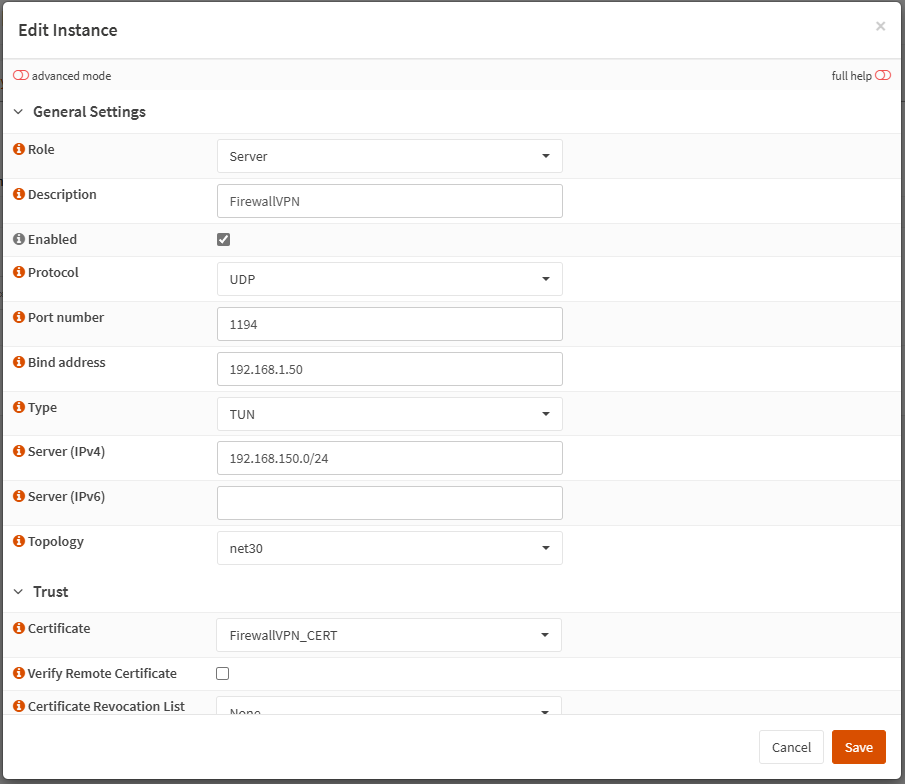 Edit Instance
×
advanced mode
full help
General Settings
Role
Server
Description
FirewallVPN
Enabled
Protocol
UDP
Port number
1194
Bind address
192.168.1.50
Type
TUN
Server (IPv4)
192.168.150.0/24
Server (IPv6)
Topology
net30
Trust
Certificate
FirewallVPN_CERT
Verify Remote Certificate
Certificate Revocation List
None
Cancel
Save